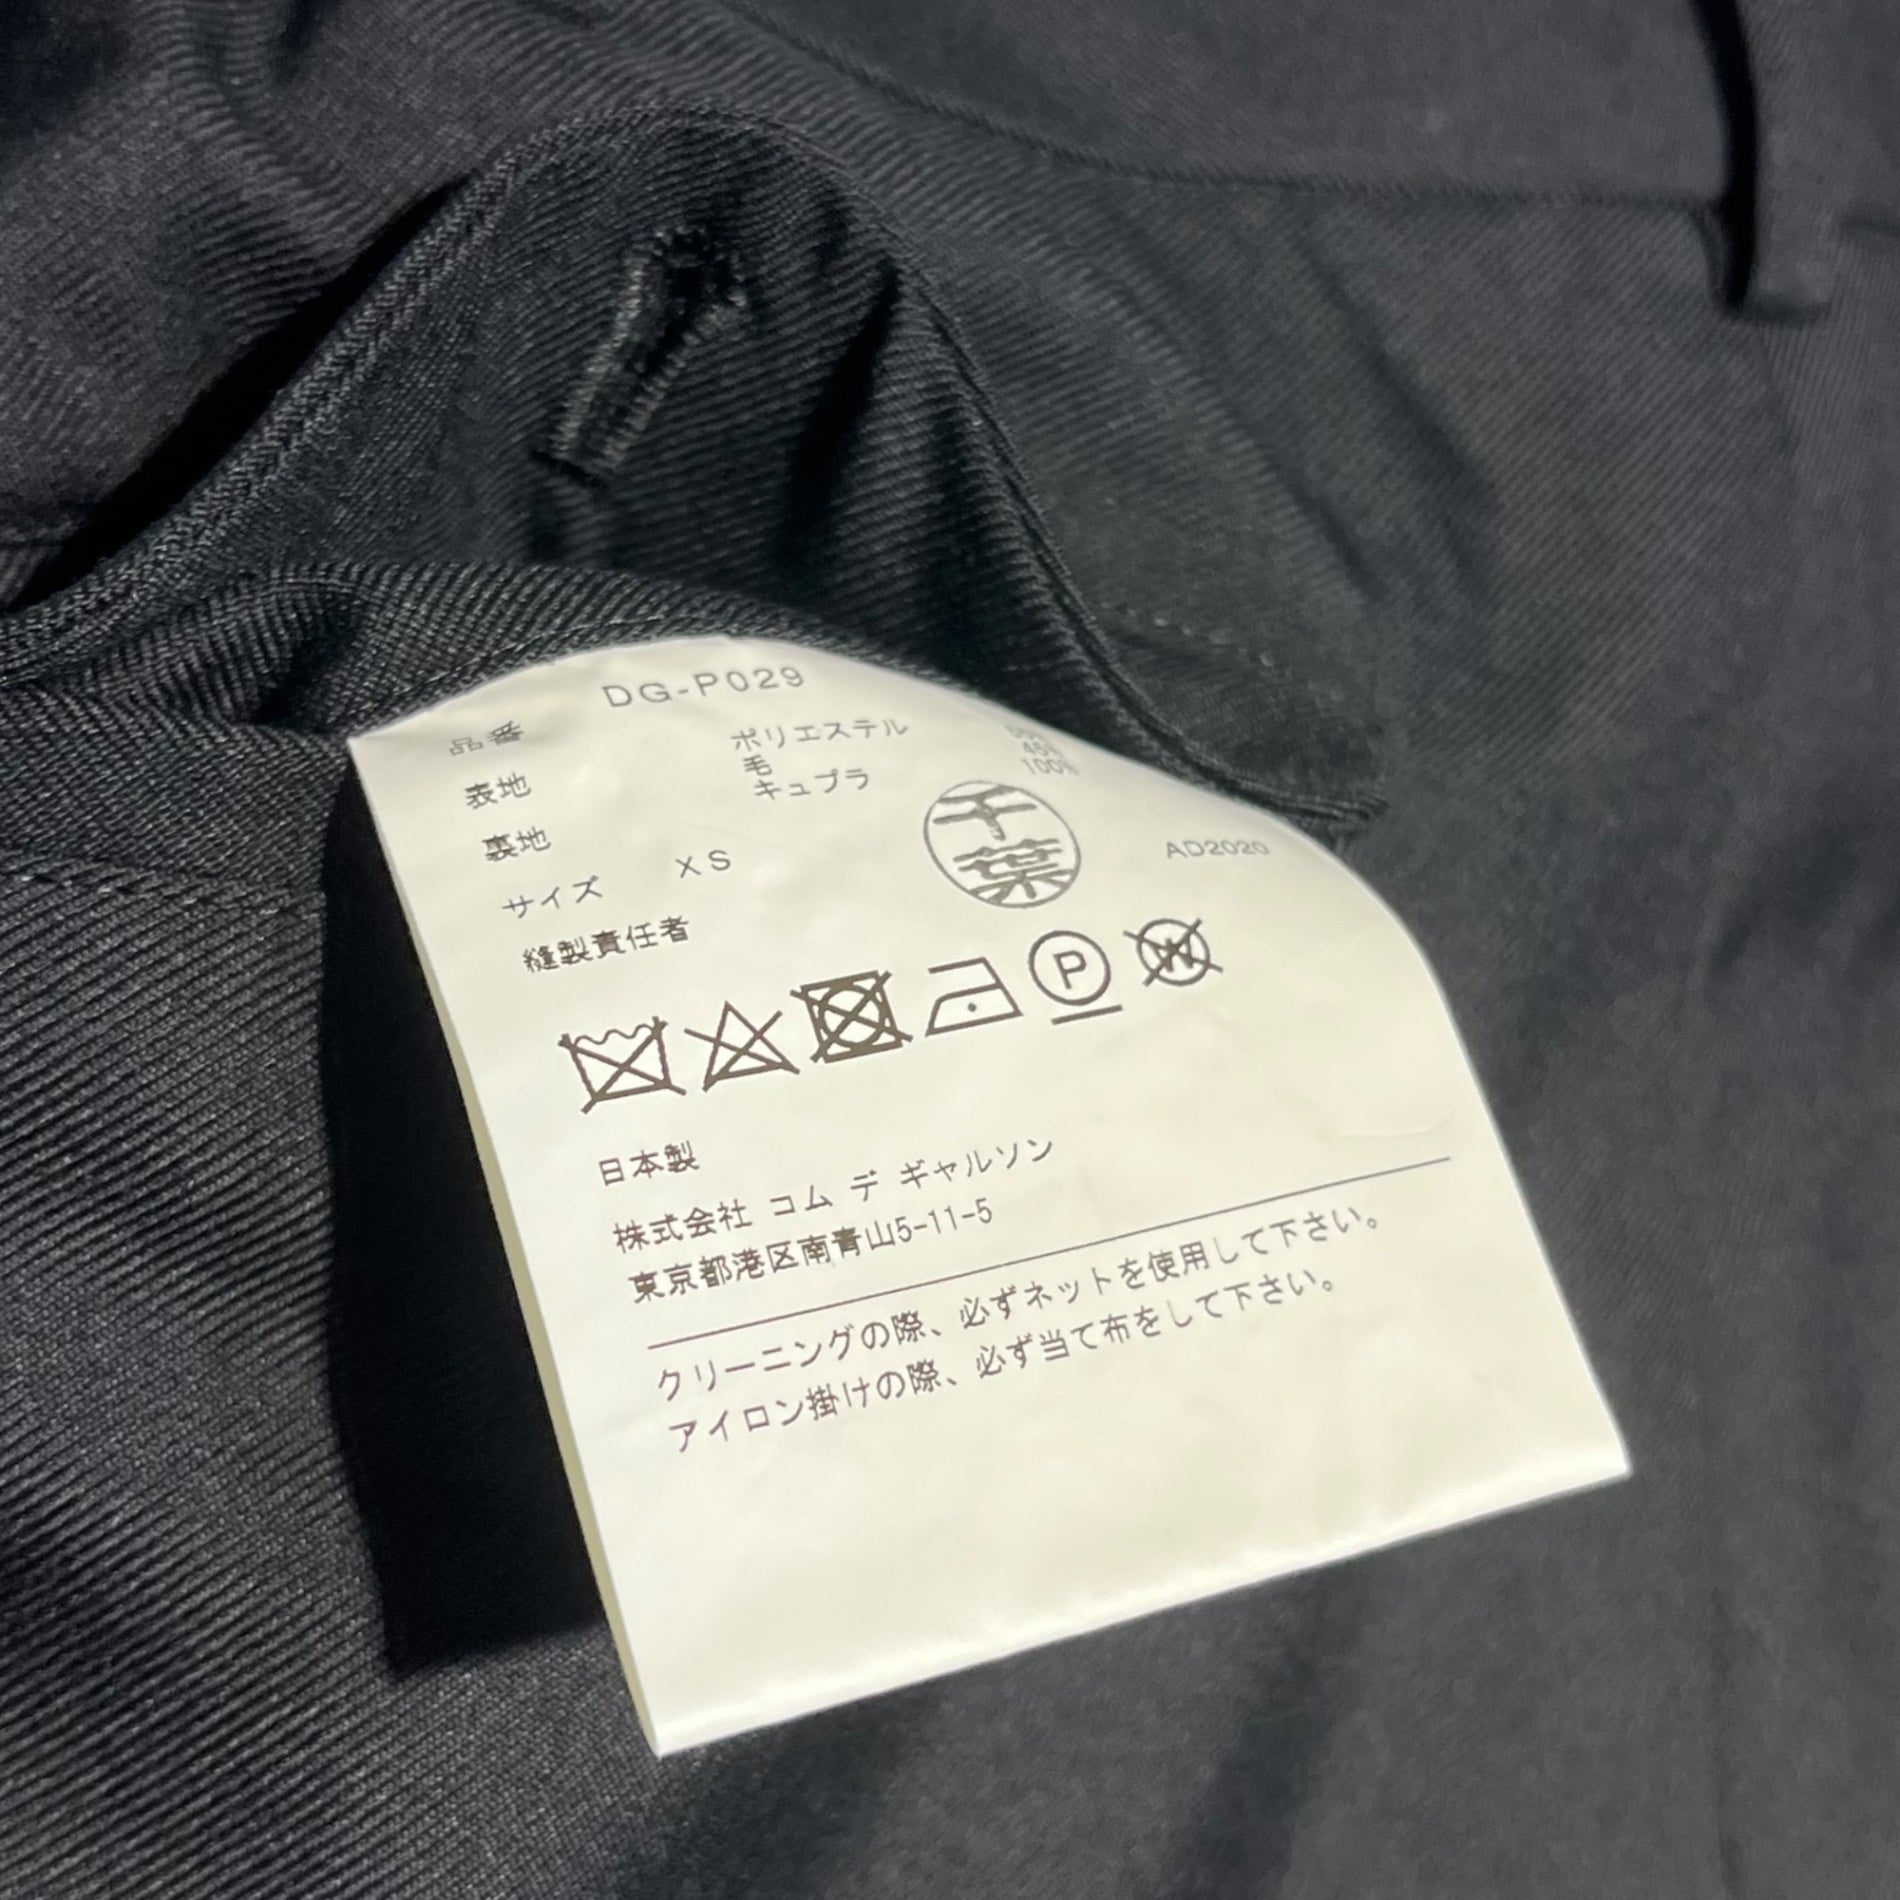 品番 DG-P029
表地 ポリエステル 55%
毛 45%
裏地 キュプラ 100%
サイズ XS
縫製責任者 千葉
AD2020
P
W
日本製
株式会社 コム デ ギャルソン
東京都港区南青山5-11-5
クリーニングの際、必ずネットを使用して下さい。
アイロン掛けの際、必ず当て布をして下さい。